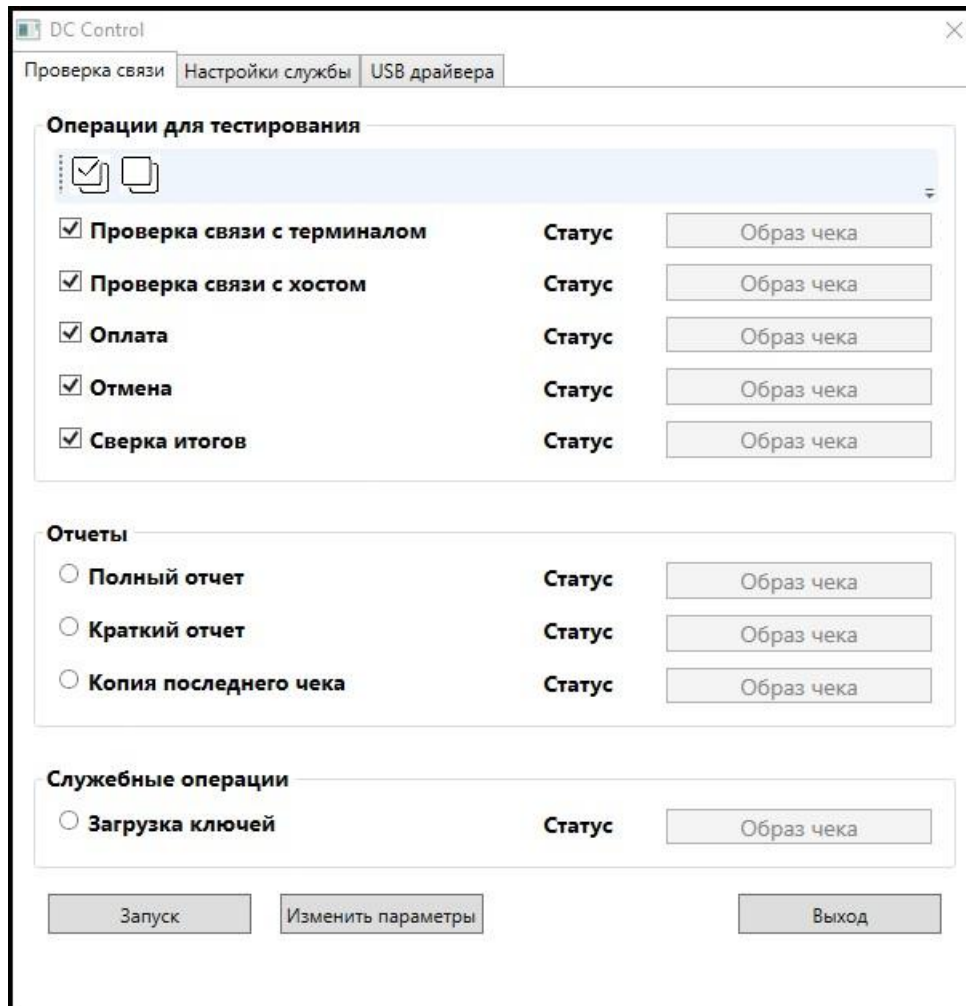 DC Control
Проверка связи Настройки службы USB драйвера
Операции для тестирования
Проверка связи с терминалом Статус Образ чека
Проверка связи с хостом Статус Образ чека
Оплата Статус Образ чека
Отмена Статус Образ чека
Сверка итогов Статус Образ чека
Отчеты
Полный отчет Статус Образ чека
Краткий отчет Статус Образ чека
Копия последнего чека Статус Образ чека
Служебные операции
Загрузка ключей Статус Образ чека
Запуск Изменить параметры Выход